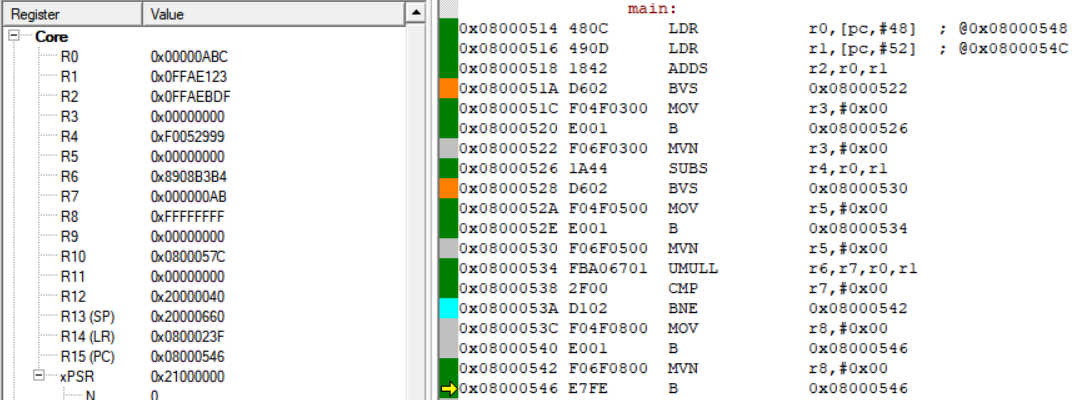 Register Value
Core
R0 0x00000ABC
R1 0x0FFAE123
R2 0x0FFAEBDF
R3 0x00000000
R4 0xF0052999
R5 0x00000000
R6 0x8908B3B4
R7 0x000000AB
R8 0xFFFFFFFF
R9 0x00000000
R10 0x0800057C
R11 0x00000000
R12 0x20000040
R13 (SP) 0x20000660
R14 (LR) 0x0800023F
R15 (PC) 0x08000546
xPSR 0x21000000
N 0
main:
0x08000514 480C LDR r0,[pc,#48] ; @0x08000548
0x08000516 490D LDR r1,[pc,#52] ; @0x0800054C
0x08000518 1842 ADDS r2,r0,r1
0x0800051A D602 BVS 0x08000522
0x0800051C F04F0300 MOV r3,#0x00
0x08000520 E001 B 0x08000526
0x08000522 F06F0300 MVN r3,#0x00
0x08000526 1A44 SUBS r4,r0,r1
0x08000528 D602 BVS 0x08000530
0x0800052A F04F0500 MOV r5,#0x00
0x0800052E E001 B 0x08000534
0x08000530 F06F0500 MVN r5,#0x00
0x08000534 FBA06701 UMULL r6,r7,r0,r1
0x08000538 2F00 CMP r7,#0x00
0x0800053A D102 BNE 0x08000542
0x0800053C F04F0800 MOV r8,#0x00
0x08000540 E001 B 0x08000546
0x08000542 F06F0800 MVN r8,#0x00
0x08000546 E7FE B 0x08000546